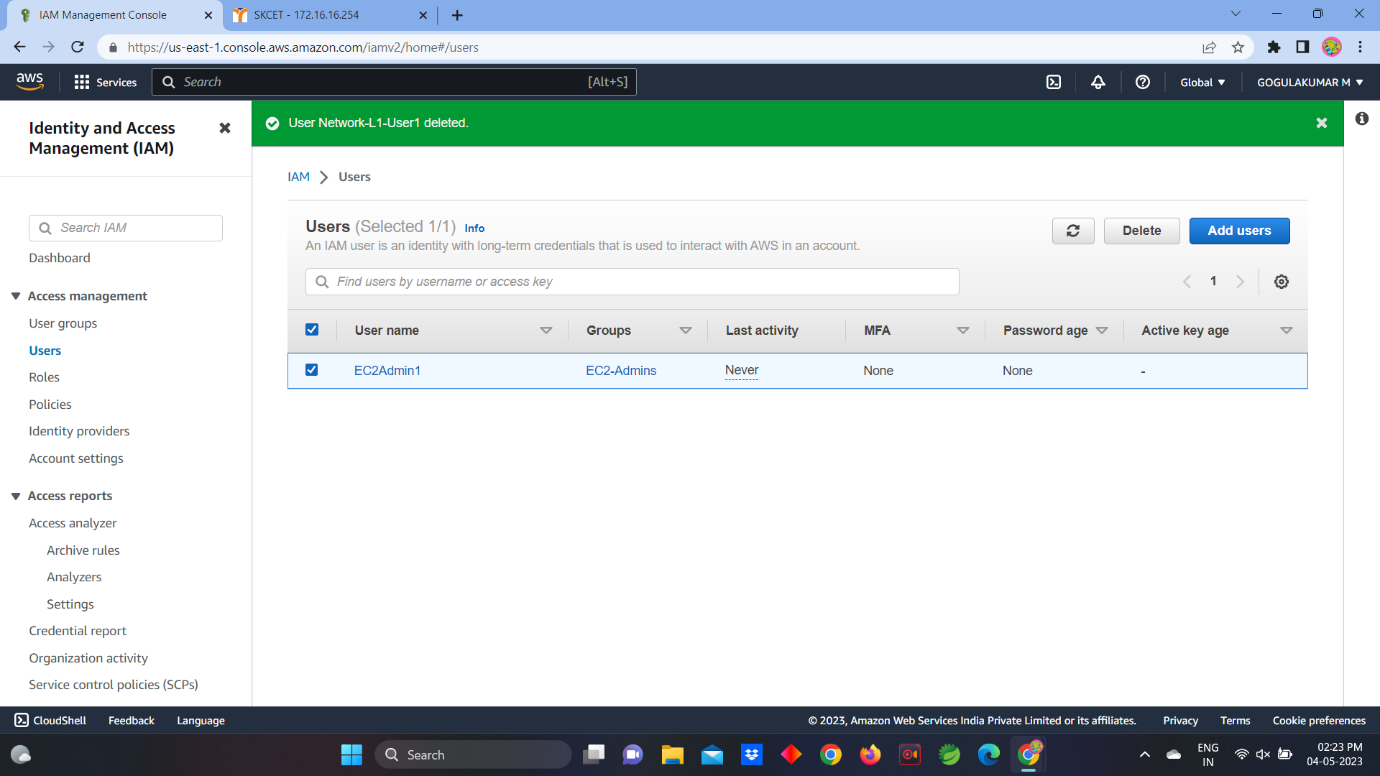 IAM Management Console
SKCET - 172.16.16.254
https://us-east-1.console.aws.amazon.com/iamv2/home#/users
aws
Services
Search
[Alt+S]
Global
GOGULAKUMAR M
Identity and Access
Management (IAM)
Search IAM
Dashboard
Access management
User groups
Users
Roles
Policies
Identity providers
Account settings
Access reports
Access analyzer
Archive rules
Analyzers
Settings
Credential report
Organization activity
Service control policies (SCPs)
User Network-L1-User1 deleted.
IAM > Users
Users (Selected 1/1) Info
An IAM user is an identity with long-term credentials that is used to interact with AWS in an account.
Delete
Add users
Find users by username or access key
1
User name Groups Last activity MFA Password age Active key age
EC2Admin1 EC2-Admins Never None None -
CloudShell Feedback Language
© 2023, Amazon Web Services India Private Limited or its affiliates. Privacy Terms Cookie preferences
Search
ENG
IN
02:23 PM
04-05-2023